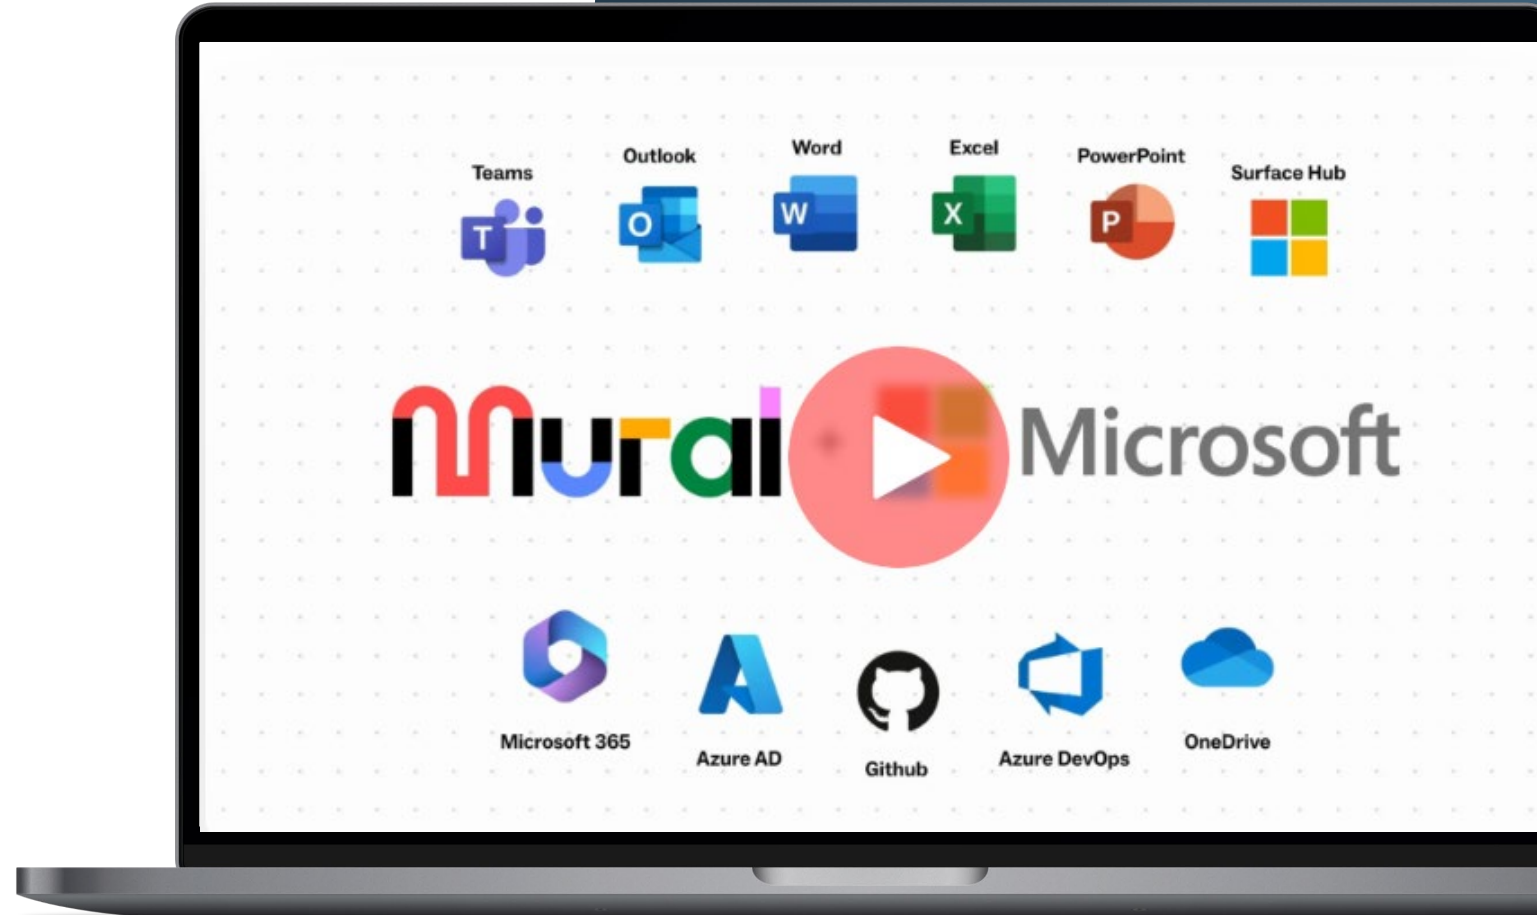 Teams
Outlook
Word
Excel
PowerPoint
Surface Hub
T
O
W
X
P
Mural
+
Microsoft
Microsoft 365
Azure AD
Github
Azure DevOps
OneDrive